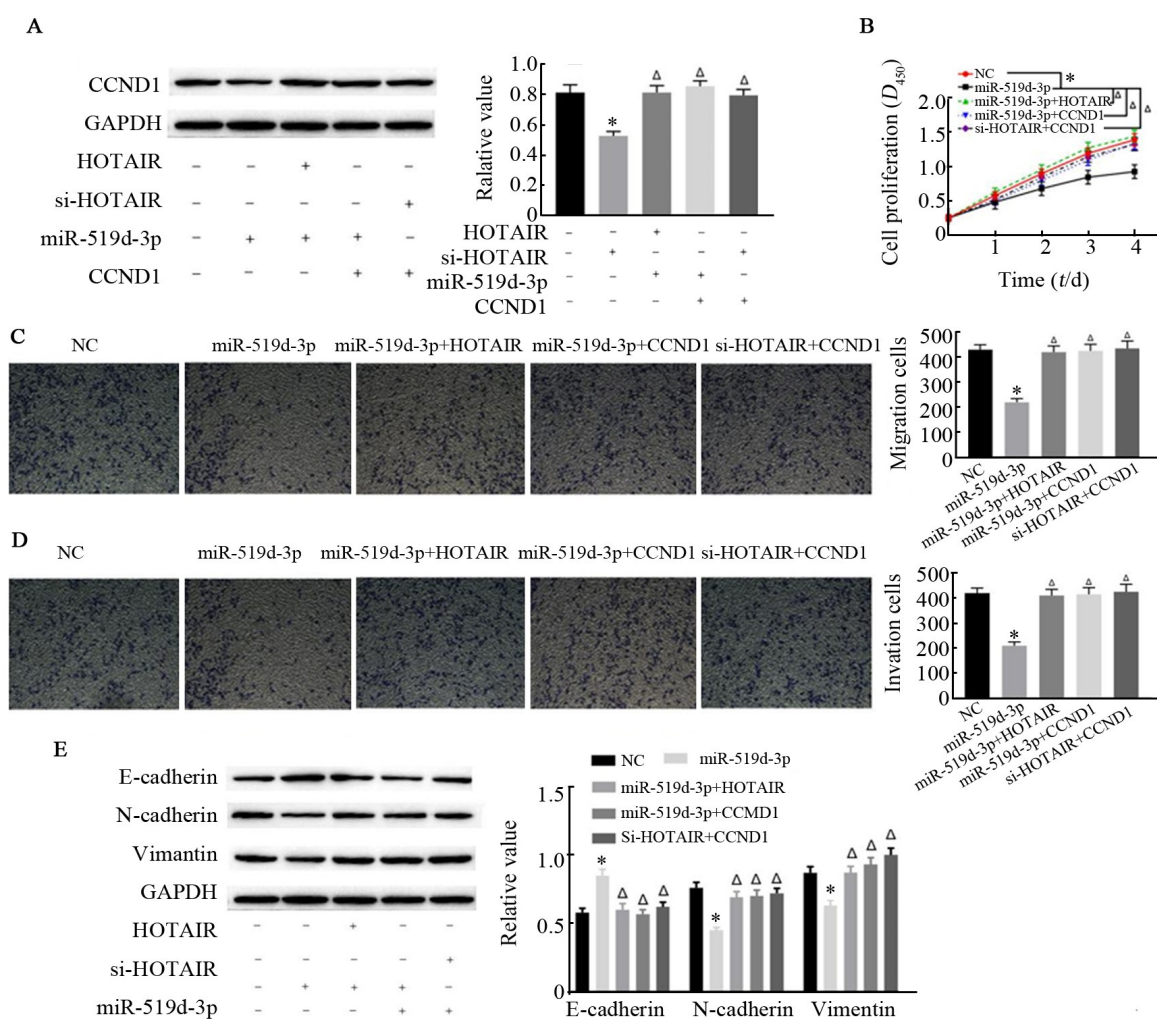 A
CCND1
GAPDH
HOTAIR – – + – –
si-HOTAIR – – – – +
miR-519d-3p – + + + –
CCND1 – – – + +
Ralative value
1.0
0.8
0.6
0.4
0.2
0
* Δ Δ Δ
HOTAIR – – + – –
si-HOTAIR – + – – +
miR-519d-3p – – + + –
CCND1 – – – + +
B
Cell proliferation (D450)
2.0
1.5
1.0
0.5
0
NC *
miR-519d-3p
miR-519d-3p+HOTAIR Δ
miR-519d-3p+CCND1 Δ
si-HOTAIR+CCND1 Δ
1 2 3 4
Time (t/d)
C
NC miR-519d-3p miR-519d-3p+HOTAIR miR-519d-3p+CCND1 si-HOTAIR+CCND1
Migration cells
500
400
300
200
100
0
* Δ Δ Δ
NC
miR-519d-3p
miR-519d-3p+HOTAIR
miR-519d-3p+CCND1
si-HOTAIR+CCND1
D
NC miR-519d-3p miR-519d-3p+HOTAIR miR-519d-3p+CCND1 si-HOTAIR+CCND1
Invation cells
500
400
300
200
100
0
* Δ Δ Δ
NC
miR-519d-3p
miR-519d-3p+HOTAIR
miR-519d-3p+CCND1
si-HOTAIR+CCND1
E
E-cadherin
N-cadherin
Vimantin
GAPDH
HOTAIR – – + – –
si-HOTAIR – – – – +
miR-519d-3p – + + + –
– – – + +
NC miR-519d-3p
miR-519d-3p+HOTAIR
miR-519d-3p+CCMD1
Si-HOTAIR+CCND1
Relative value
1.5
1.0
0.5
0
* Δ Δ Δ * Δ Δ Δ * Δ Δ Δ
E-cadherin N-cadherin Vimentin